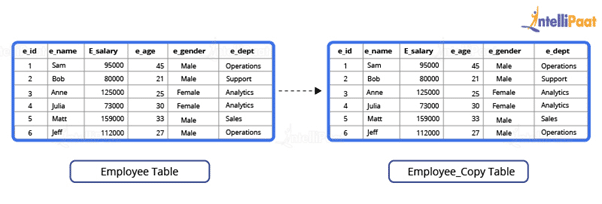 INTELLIPAAT
e_id e_name E_salary e_age e_gender e_dept
1 Sam 95000 45 Male Operations
2 Bob 80000 21 Male Support
3 Anne 125000 25 Female Analytics
4 Julia 73000 30 Female Analytics
5 Matt 159000 33 Male Sales
6 Jeff 112000 27 Male Operations
Employee Table
e_id e_name E_salary e_age e_gender e_dept
1 Sam 95000 45 Male Operations
2 Bob 80000 21 Male Support
3 Anne 125000 25 Female Analytics
4 Julia 73000 30 Female Analytics
5 Matt 159000 33 Male Sales
6 Jeff 112000 27 Male Operations
Employee_Copy Table